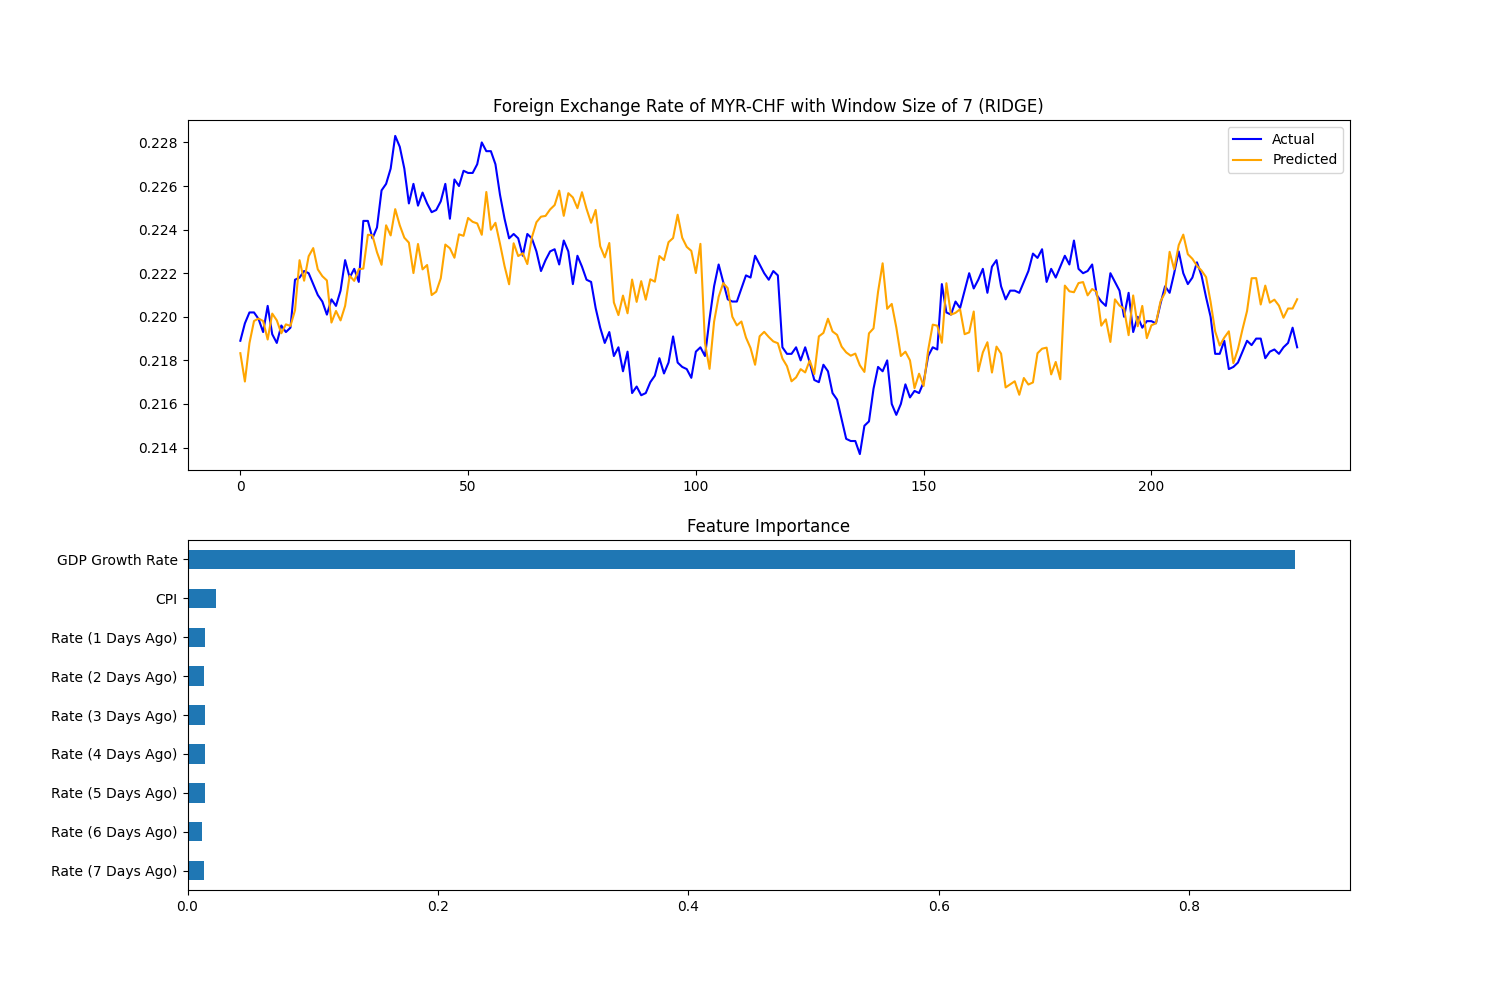 Foreign Exchange Rate of MYR-CHF with Window Size of 7 (RIDGE)
0.228
0.226
0.224
0.222
0.220
0.218
0.216
0.214
Actual
Predicted
0 50 100 150 200
Feature Importance
GDP Growth Rate
CPI
Rate (1 Days Ago)
Rate (2 Days Ago)
Rate (3 Days Ago)
Rate (4 Days Ago)
Rate (5 Days Ago)
Rate (6 Days Ago)
Rate (7 Days Ago)
0.0 0.2 0.4 0.6 0.8